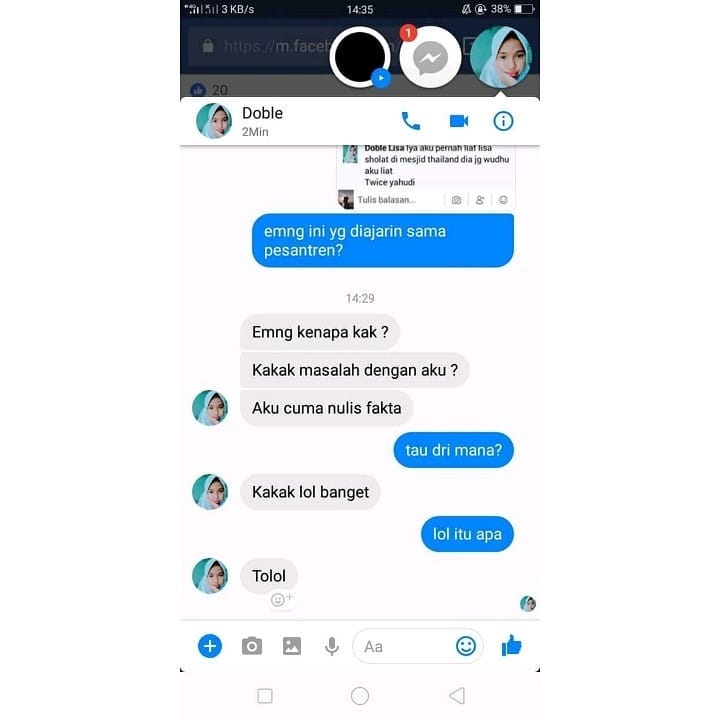 3 KB/s
14:35
38%
https://m.faceb
1
20
Doble
2Min
Doble Lisa Iya aku pernah liat lisa
sholat di mesjid thailand dia jg wudhu
aku liat
Twice yahudi
Tulis balasan...
emng ini yg diajarin sama
pesantren?
14:29
Emng kenapa kak ?
Kakak masalah dengan aku ?
Aku cuma nulis fakta
tau dri mana?
Kakak lol banget
lol itu apa
Tolol
Aa